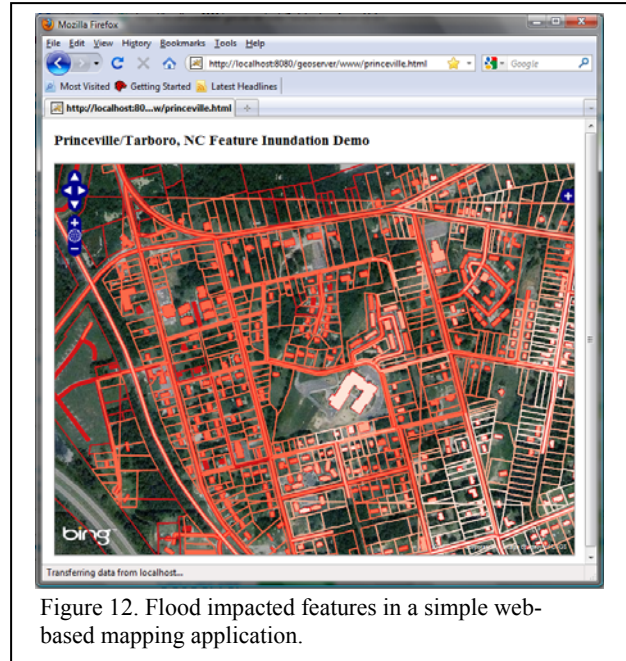 Mozilla Firefox
File Edit View History Bookmarks Tools Help
http://localhost:8080/geoserver/www/princeville.html
Google
Most Visited Getting Started Latest Headlines
http://localhost:80...w/princeville.html
Princeville/Tarboro, NC Feature Inundation Demo
bing
Transferring data from localhost...
Figure 12. Flood impacted features in a simple web-
based mapping application.